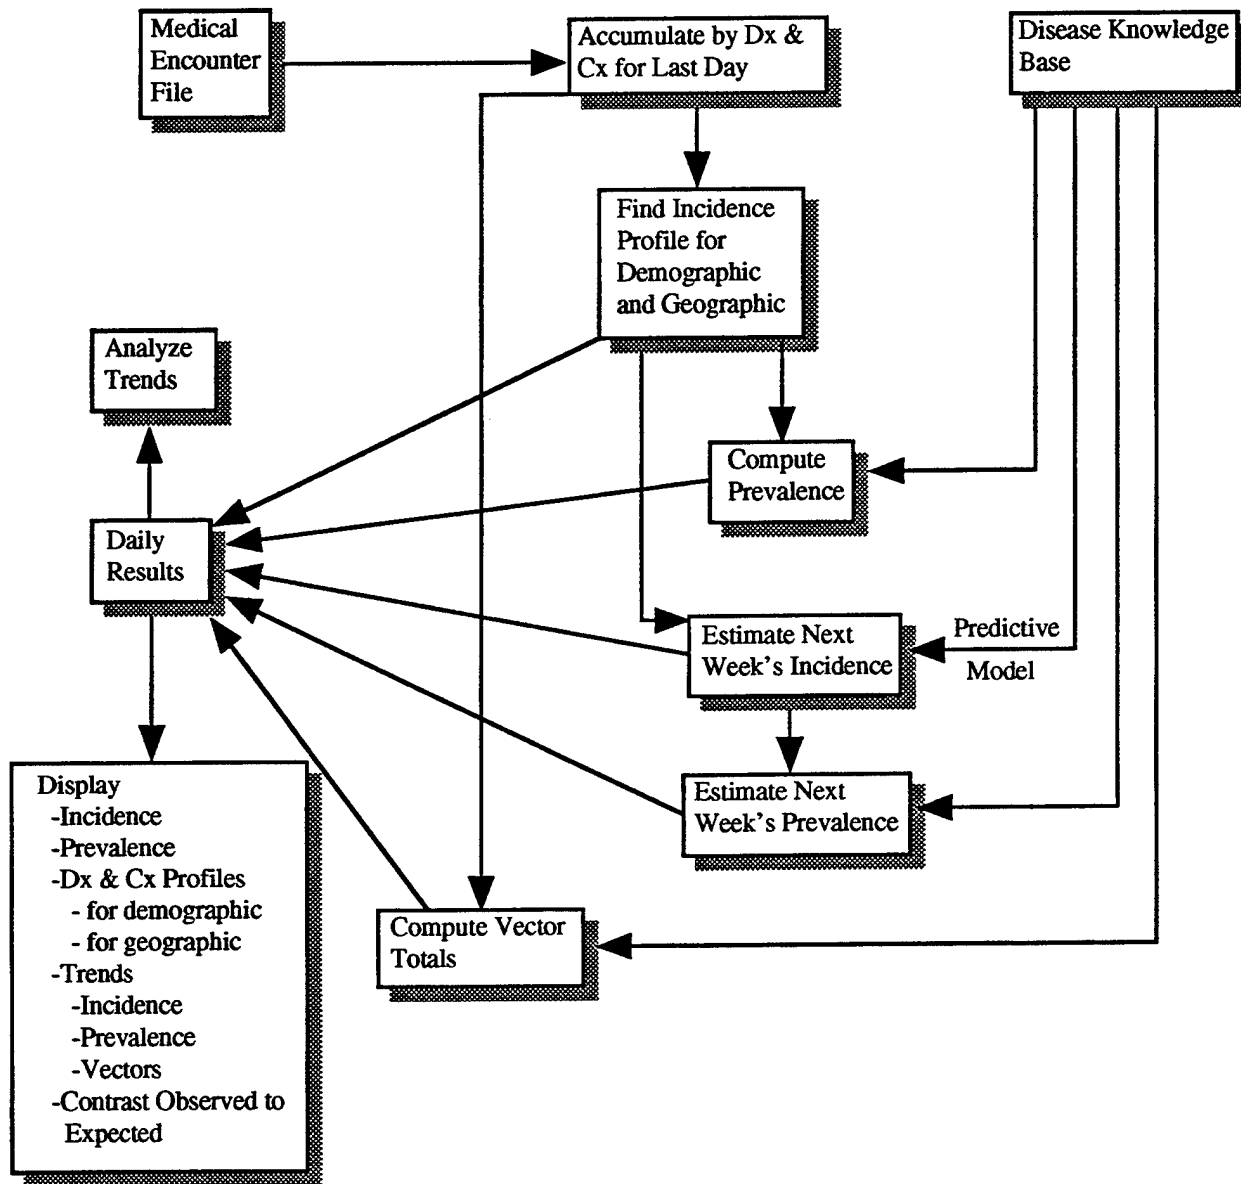 Medical
Encounter
File
Accumulate by Dx &
Cx for Last Day
Disease Knowledge
Base
Find Incidence
Profile for
Demographic
and Geographic
Analyze
Trends
Compute
Prevalence
Daily
Results
Estimate Next
Week's Incidence
Predictive
Model
Estimate Next
Week's Prevalence
Display
-Incidence
-Prevalence
-Dx & Cx Profiles
- for demographic
- for geographic
-Trends
-Incidence
-Prevalence
-Vectors
-Contrast Observed to
Expected
Compute Vector
Totals